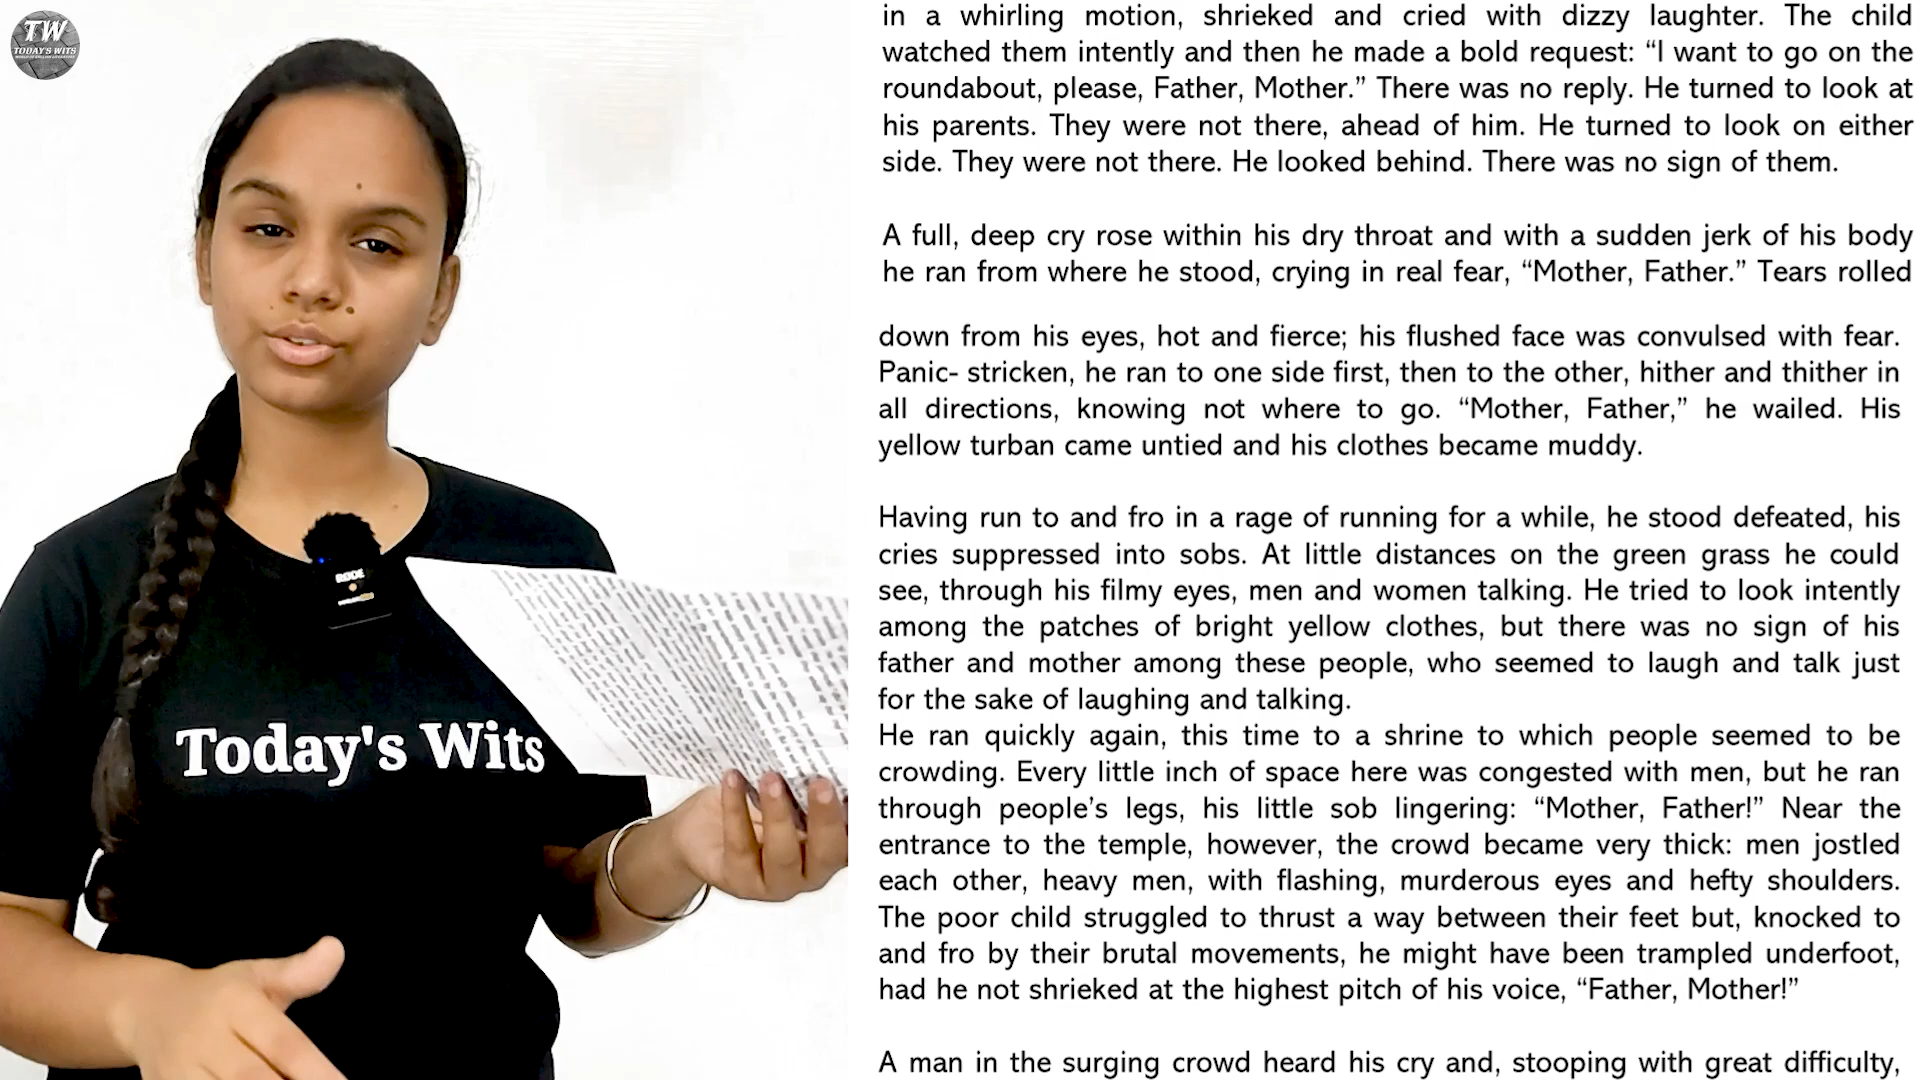 TW
TODAY'S WITS
in a whirling motion, shrieked and cried with dizzy laughter. The child
watched them intently and then he made a bold request: “I want to go on the
roundabout, please, Father, Mother.” There was no reply. He turned to look at
his parents. They were not there, ahead of him. He turned to look on either
side. They were not there. He looked behind. There was no sign of them.
A full, deep cry rose within his dry throat and with a sudden jerk of his body
he ran from where he stood, crying in real fear, “Mother, Father.” Tears rolled
down from his eyes, hot and fierce; his flushed face was convulsed with fear.
Panic- stricken, he ran to one side first, then to the other, hither and thither in
all directions, knowing not where to go. “Mother, Father,” he wailed. His
yellow turban came untied and his clothes became muddy.
Having run to and fro in a rage of running for a while, he stood defeated, his
cries suppressed into sobs. At little distances on the green grass he could
see, through his filmy eyes, men and women talking. He tried to look intently
among the patches of bright yellow clothes, but there was no sign of his
father and mother among these people, who seemed to laugh and talk just
for the sake of laughing and talking.
He ran quickly again, this time to a shrine to which people seemed to be
crowding. Every little inch of space here was congested with men, but he ran
through people’s legs, his little sob lingering: “Mother, Father!” Near the
entrance to the temple, however, the crowd became very thick: men jostled
each other, heavy men, with flashing, murderous eyes and hefty shoulders.
The poor child struggled to thrust a way between their feet but, knocked to
and fro by their brutal movements, he might have been trampled underfoot,
had he not shrieked at the highest pitch of his voice, “Father, Mother!”
A man in the surging crowd heard his cry and, stooping with great difficulty,
RODE
Today's Wits